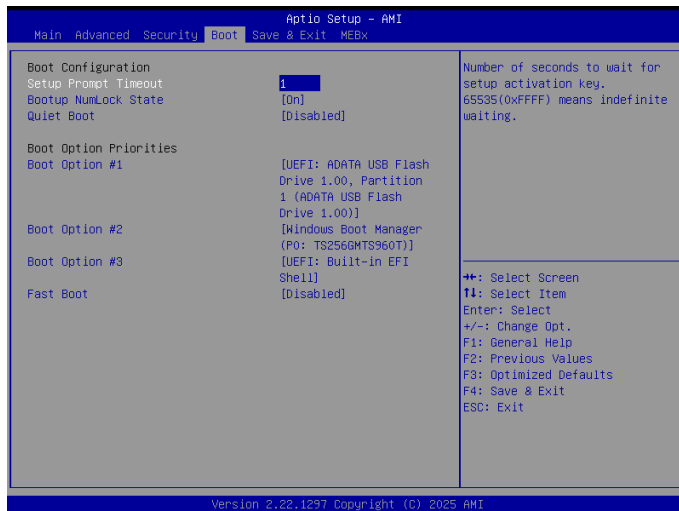 Aptio Setup – AMI
Main Advanced Security Boot Save & Exit MEBx
Boot Configuration
Setup Prompt Timeout 1
Bootup NumLock State [On]
Quiet Boot [Disabled]
Boot Option Priorities
Boot Option #1 [UEFI: ADATA USB Flash
Drive 1.00, Partition
1 (ADATA USB Flash
Drive 1.00)]
Boot Option #2 [Windows Boot Manager
(P0: TS256GMTS960T)]
Boot Option #3 [UEFI: Built-in EFI
Shell]
Fast Boot [Disabled]
Number of seconds to wait for
setup activation key.
65535(0xFFFF) means indefinite
waiting.
→←: Select Screen
↑↓: Select Item
Enter: Select
+/-: Change Opt.
F1: General Help
F2: Previous Values
F3: Optimized Defaults
F4: Save & Exit
ESC: Exit
Version 2.22.1297 Copyright (C) 2025 AMI